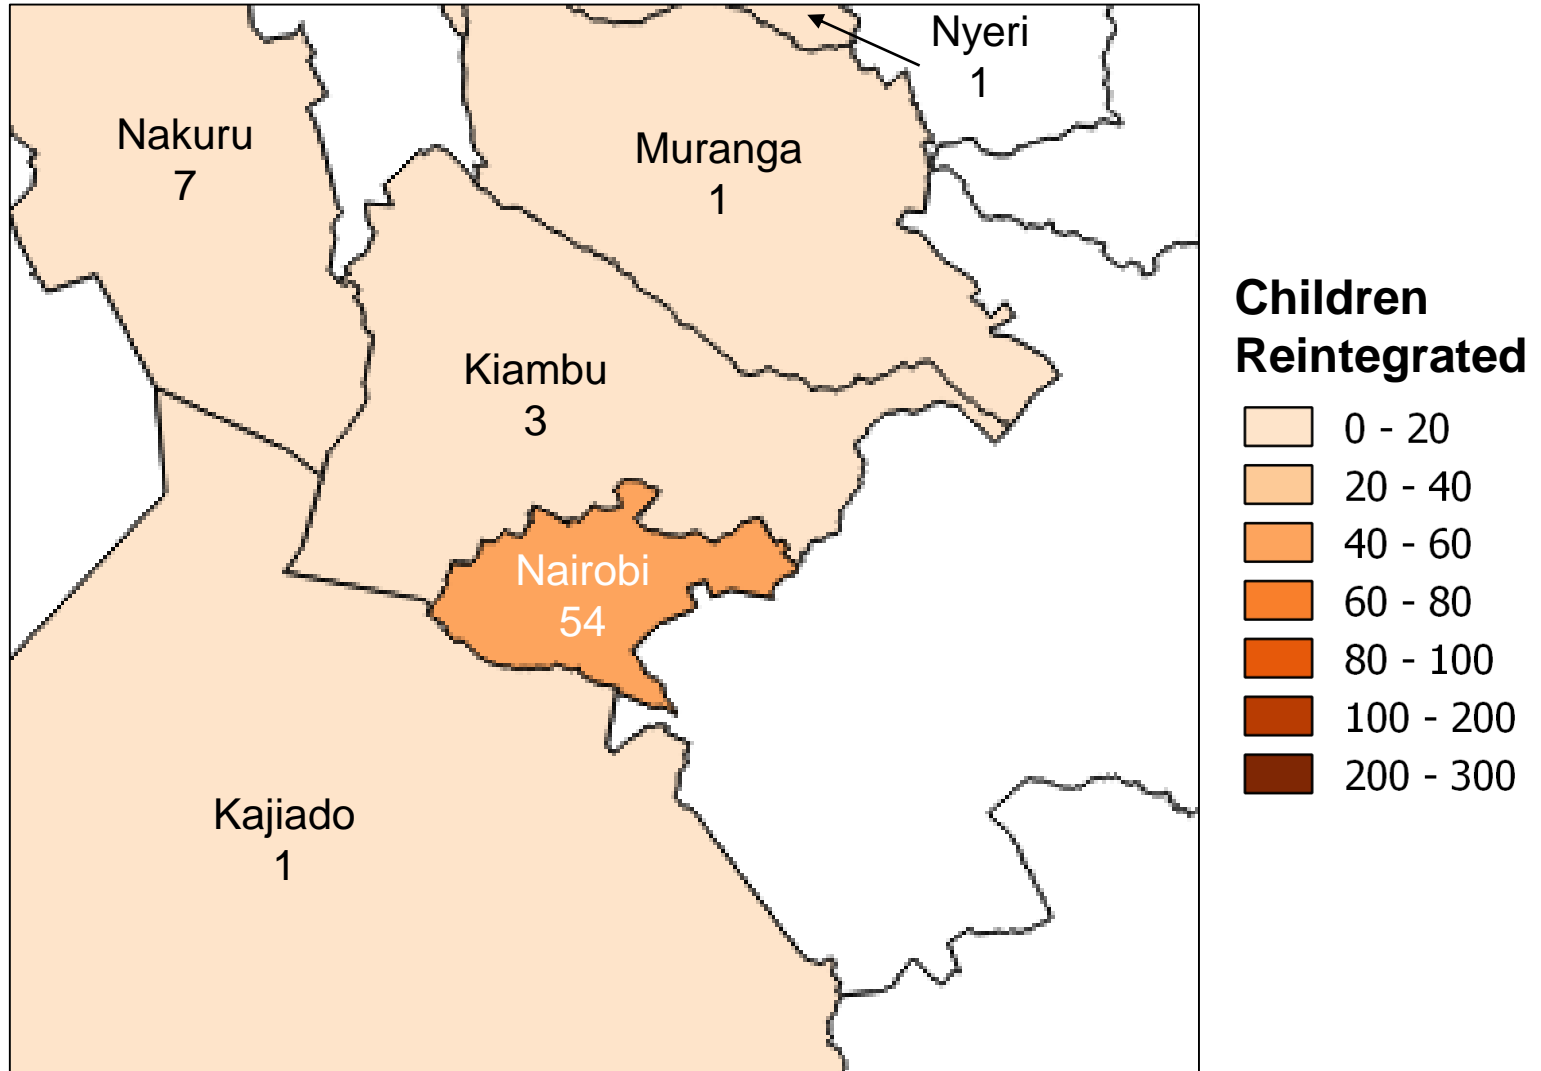 Nyeri
1
Nakuru
7
Muranga
1
Kiambu
3
Nairobi
54
Kajiado
1
Children
Reintegrated
0 - 20
20 - 40
40 - 60
60 - 80
80 - 100
100 - 200
200 - 300